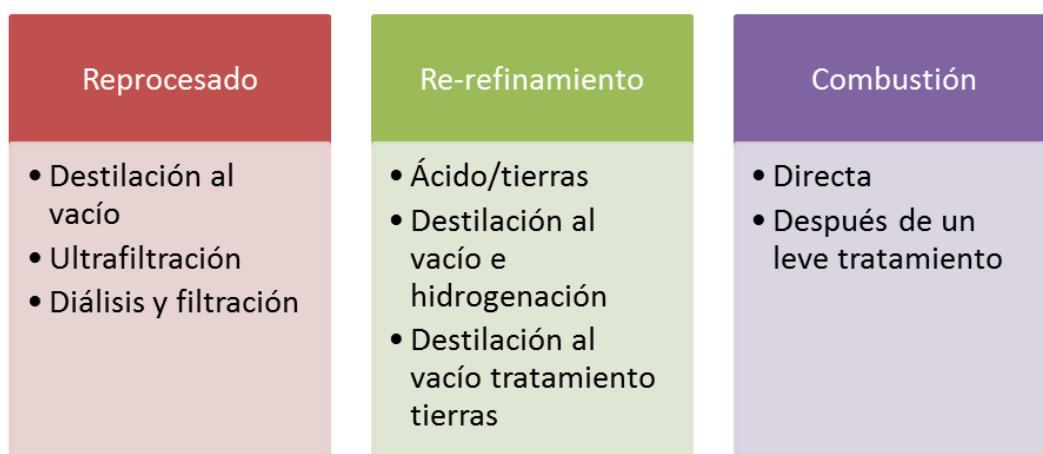 Reprocesado
• Destilación al
vacío
• Ultrafiltración
• Diálisis y filtración
Re-refinamiento
• Ácido/tierras
• Destilación al
vacío e
hidrogenación
• Destilación al
vacío tratamiento
tierras
Combustión
• Directa
• Después de un
leve tratamiento